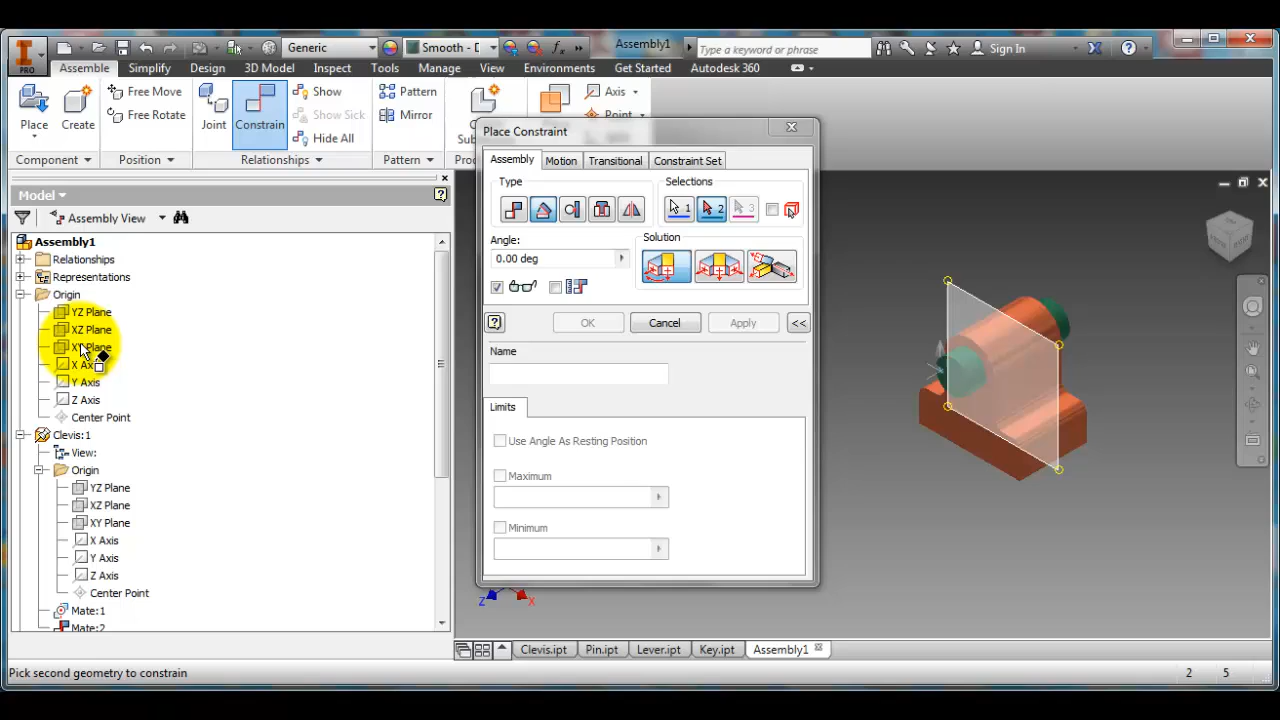 PRO
Generic
Smooth - D
fx
Assembly1
Type a keyword or phrase
Sign In
Assemble Simplify Design 3D Model Inspect Tools Manage View Environments Get Started Autodesk 360
Place
Create
Free Move
Free Rotate
Joint
Constrain
Show
Show Sick
Hide All
Pattern
Mirror
Axis
Point
Component
Position
Relationships
Pattern
Model
Assembly View
Assembly1
Relationships
Representations
Origin
YZ Plane
XZ Plane
XY Plane
X Ax
Y Axis
Z Axis
Center Point
Clevis:1
View:
Origin
YZ Plane
XZ Plane
XY Plane
X Axis
Y Axis
Z Axis
Center Point
Mate:1
Mate:2
Place Constraint
Assembly Motion Transitional Constraint Set
Type
Selections
1 2 3
Angle:
0.00 deg
Solution
OK Cancel Apply <<
Name
Limits
Use Angle As Resting Position
Maximum
Minimum
Z X
Clevis.ipt Pin.ipt Lever.ipt Key.ipt Assembly1
Pick second geometry to constrain
2 5